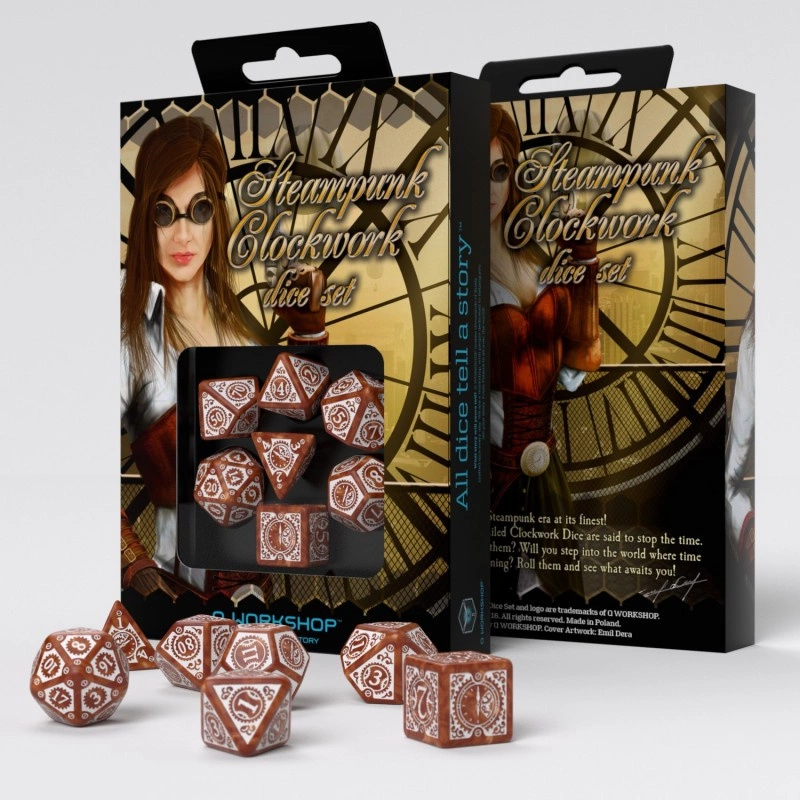 Steampunk
Clockwork
dice set
Q WORKSHOP™
All dice tell a story™
Q WORKSHOP
Steampunk
Clockwork
dice set
Steampunk era at its finest!
Clockwork Dice are said to stop the time.
them? Will you step into the world where time
Roll them and see what awaits you!
Dice Set and logo are trademarks of Q WORKSHOP.
All rights reserved. Made in Poland.
Q WORKSHOP. Cover Artwork: Emil Dera